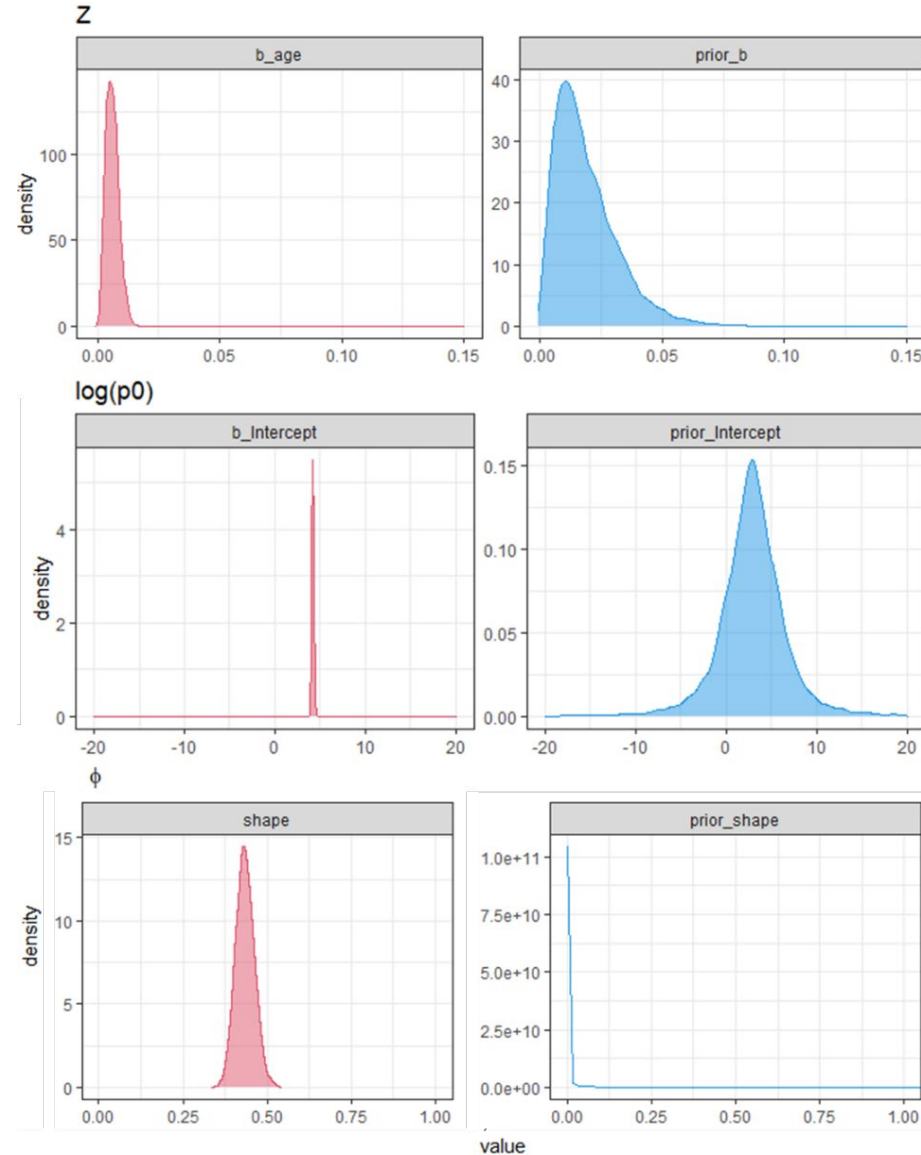 Z
b_age
prior_b
density
100
50
0
0.00 0.05 0.10 0.15
40
30
20
10
0
0.00 0.05 0.10 0.15
log(p0)
b_Intercept
prior_Intercept
density
4
2
0
-20 -10 0 10 20
0.15
0.10
0.05
0.00
-20 -10 0 10 20
ϕ
shape
prior_shape
density
15
10
5
0
0.00 0.25 0.50 0.75 1.00
1.0e+11
7.5e+10
5.0e+10
2.5e+10
0.0e+00
0.00 0.25 0.50 0.75 1.00
value